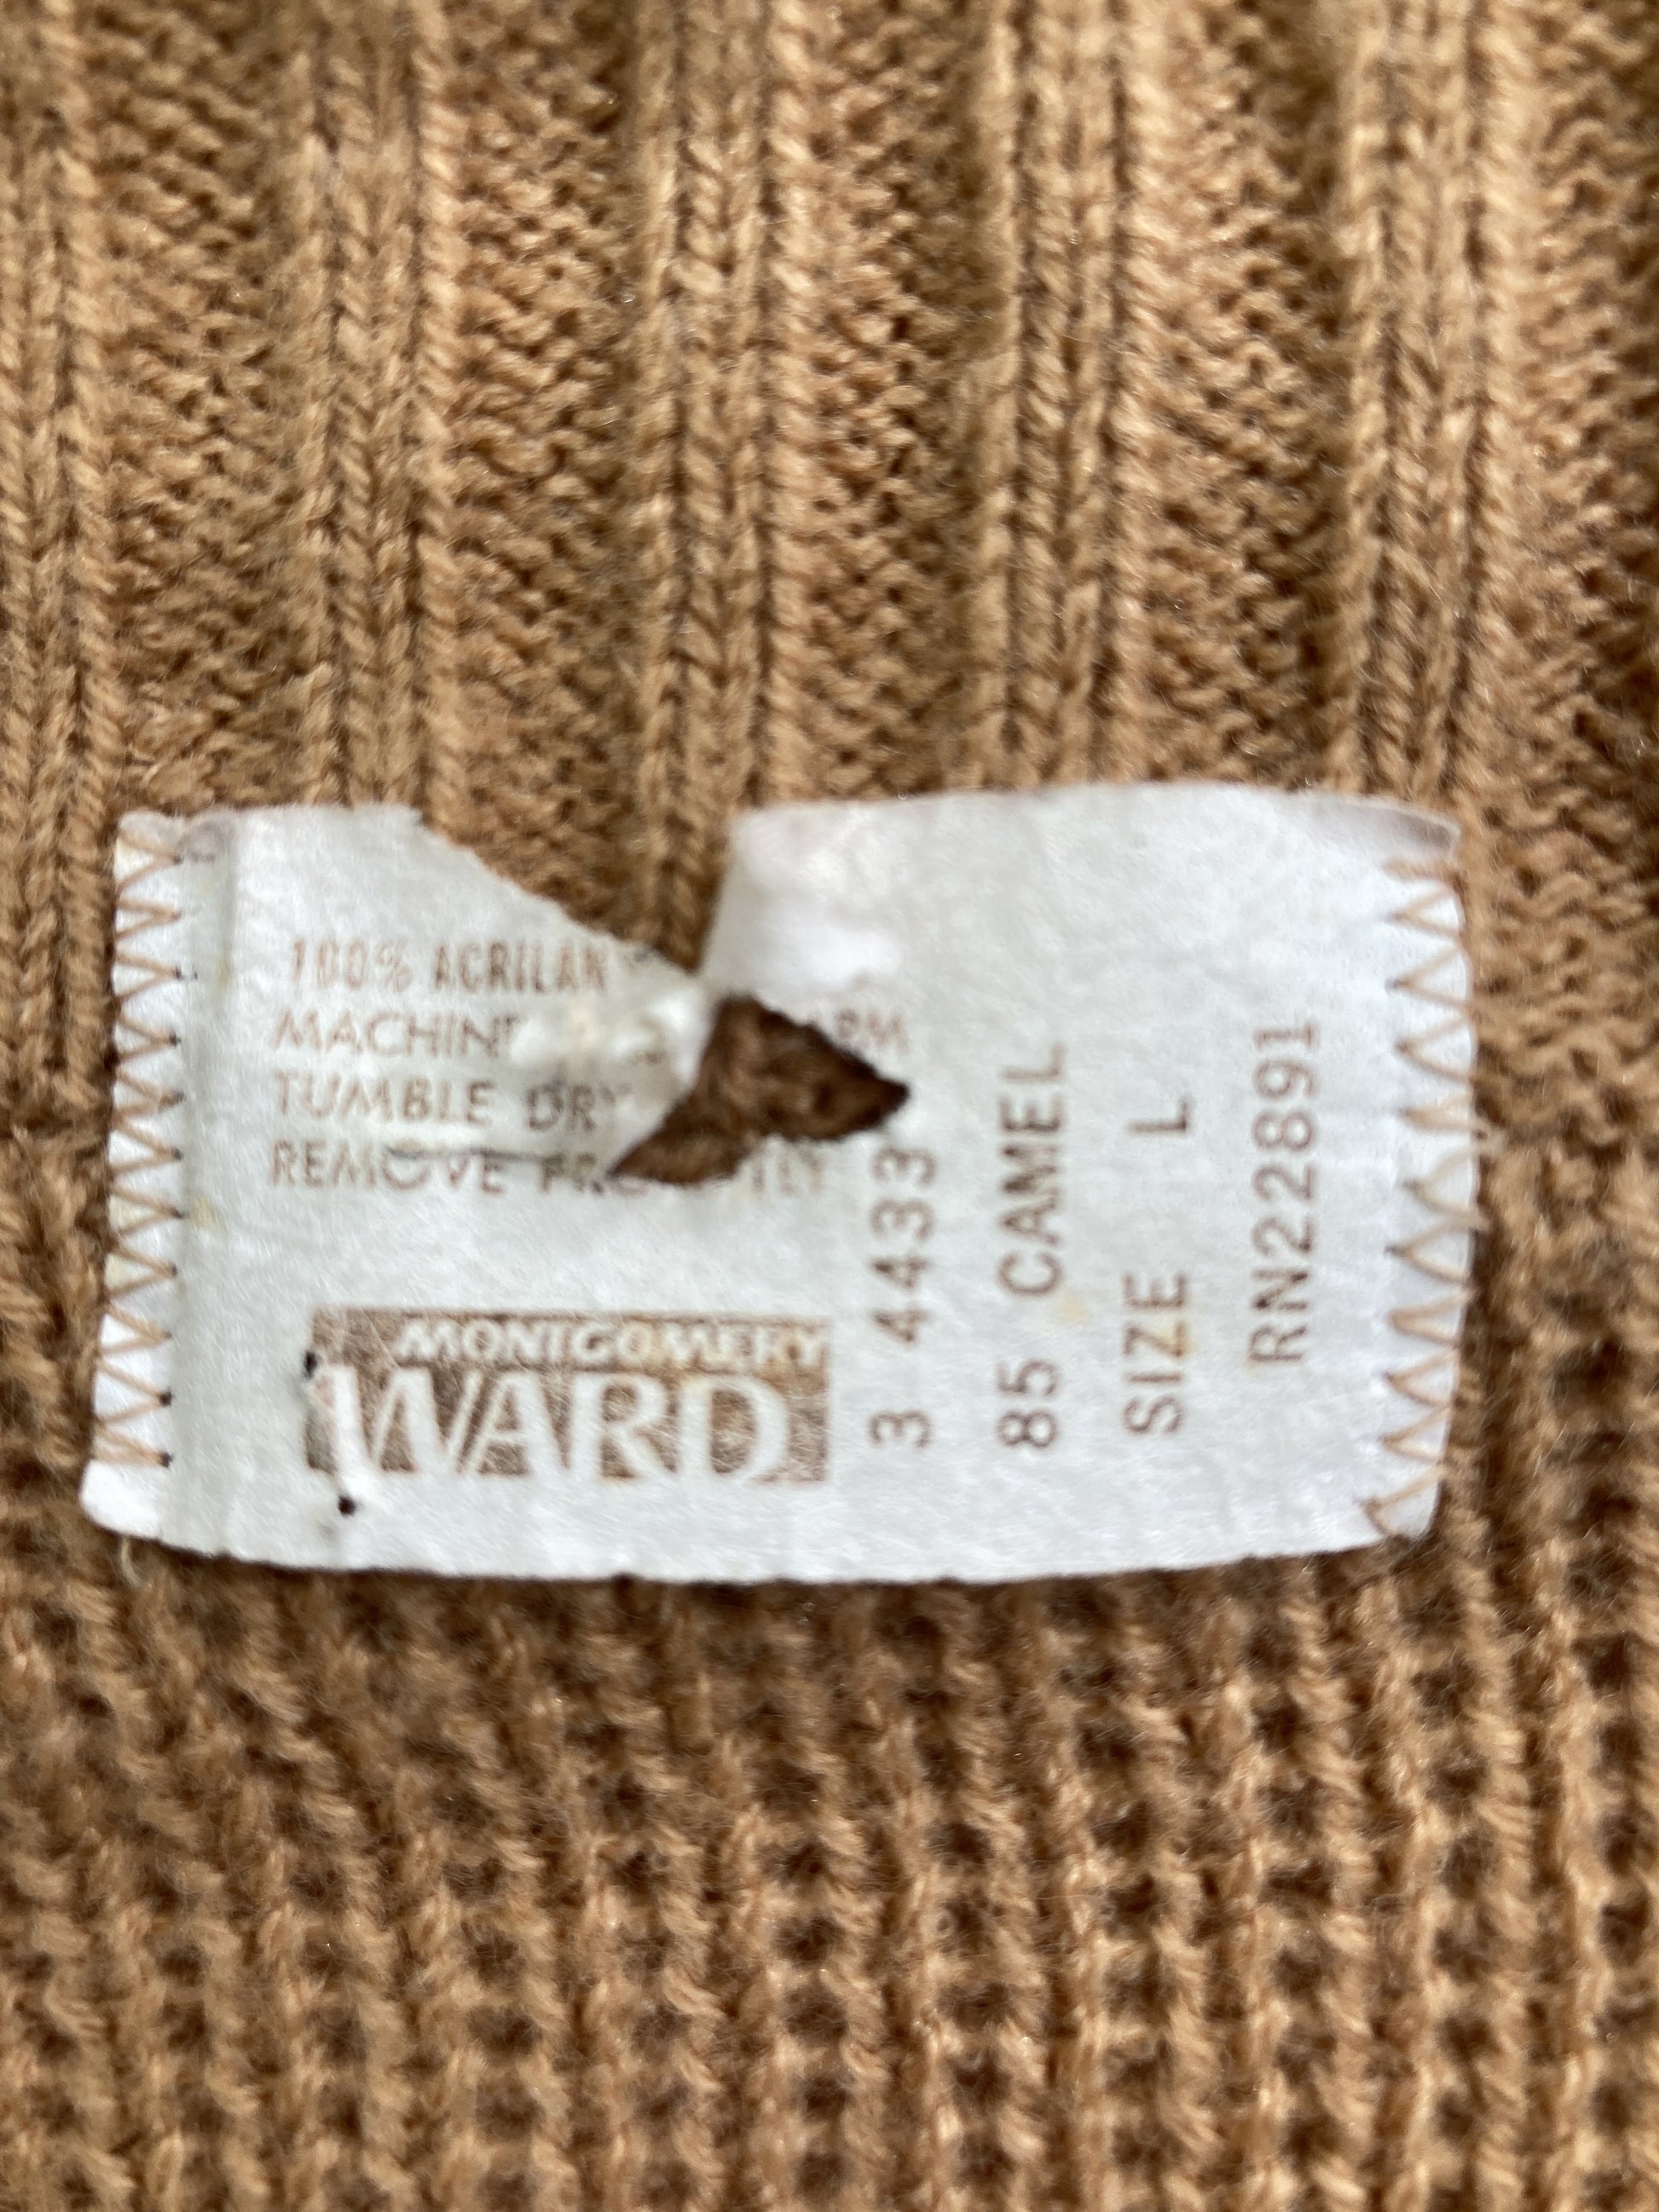 100% ACRILAN
MACHINE
TUMBLE DRY
REMOVE
MONTGOMERY
WARD
3 4433
85 CAMEL
SIZE L
RN22891